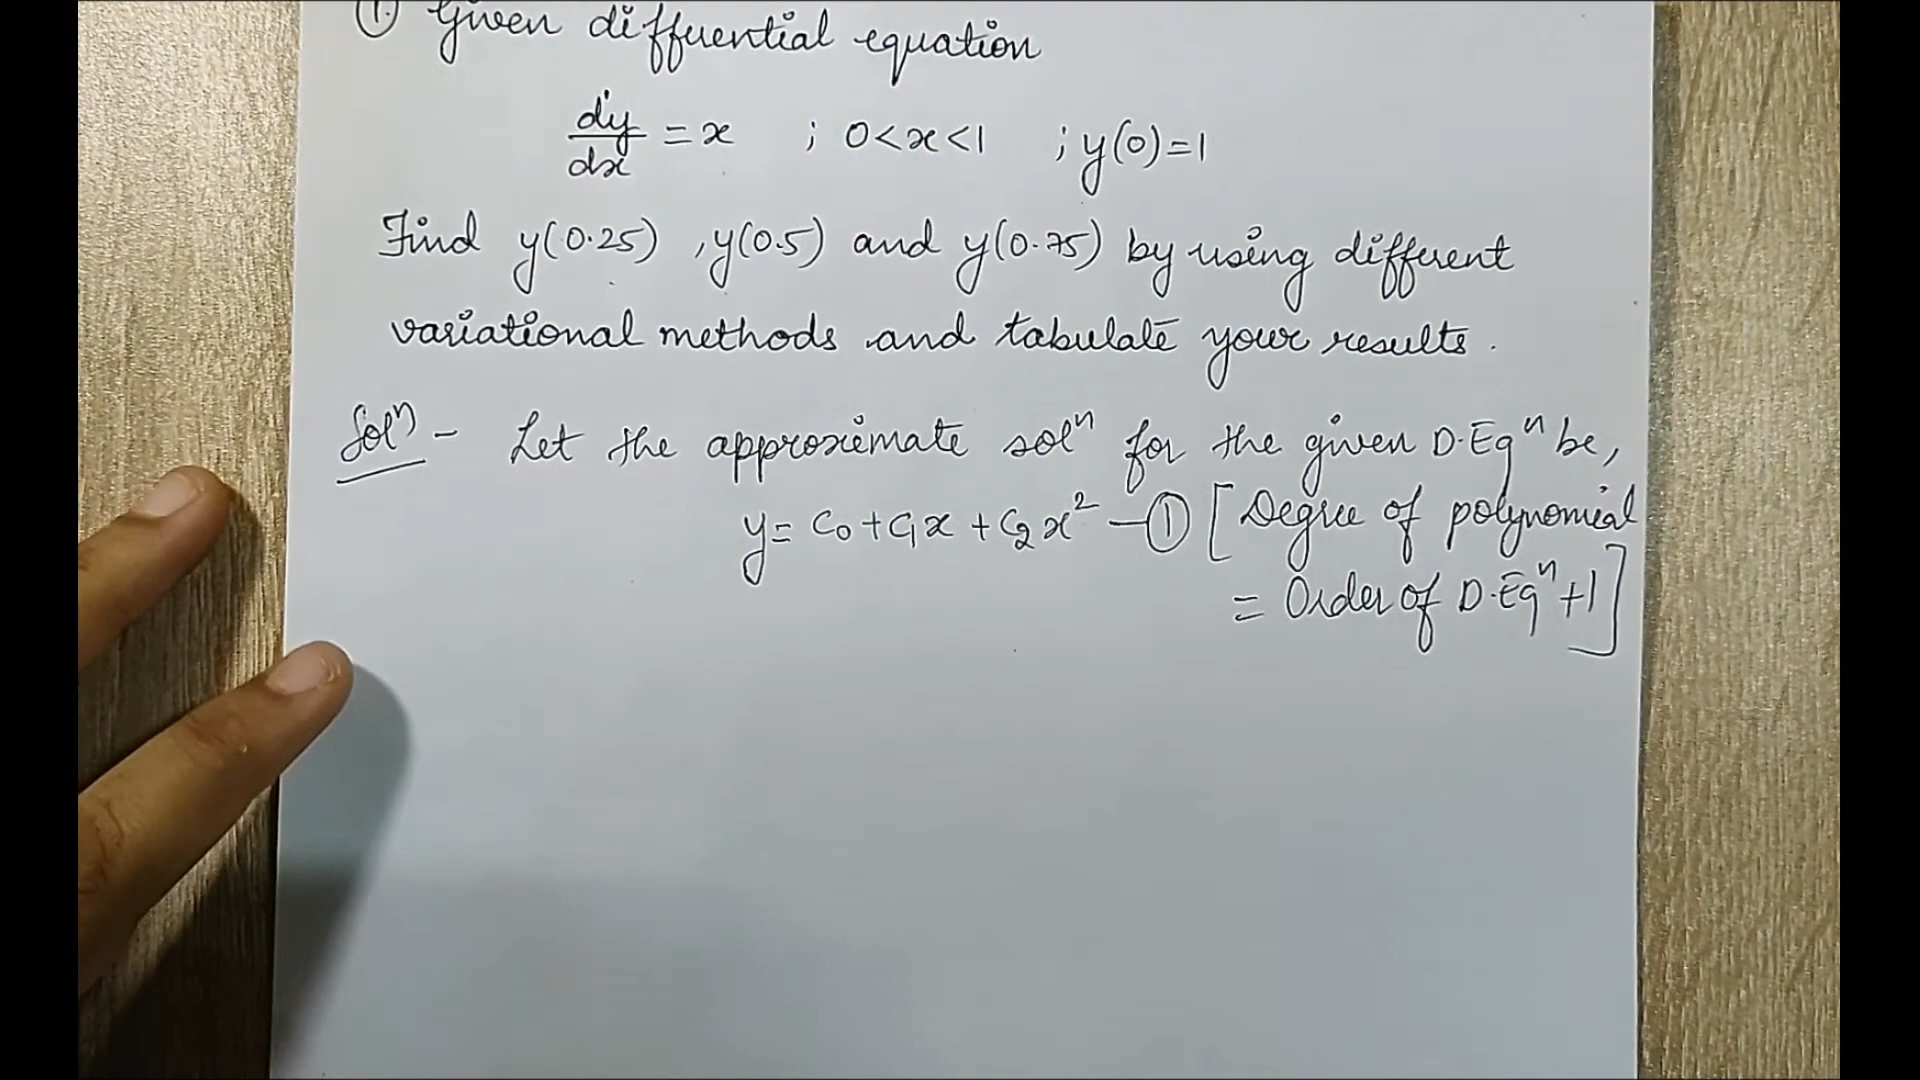 ① Given differential equation
dy/dx = x ; 0<x<1 ; y(0)=1
Find y(0.25) , y(0.5) and y(0.75) by using different
variational methods and tabulate your results .
Solⁿ - Let the approximate solⁿ for the given D.Eqⁿ be,
y = c₀ + c₁x + c₂x² — ① [Degree of polynomial
= Order of D.Eqⁿ+1]